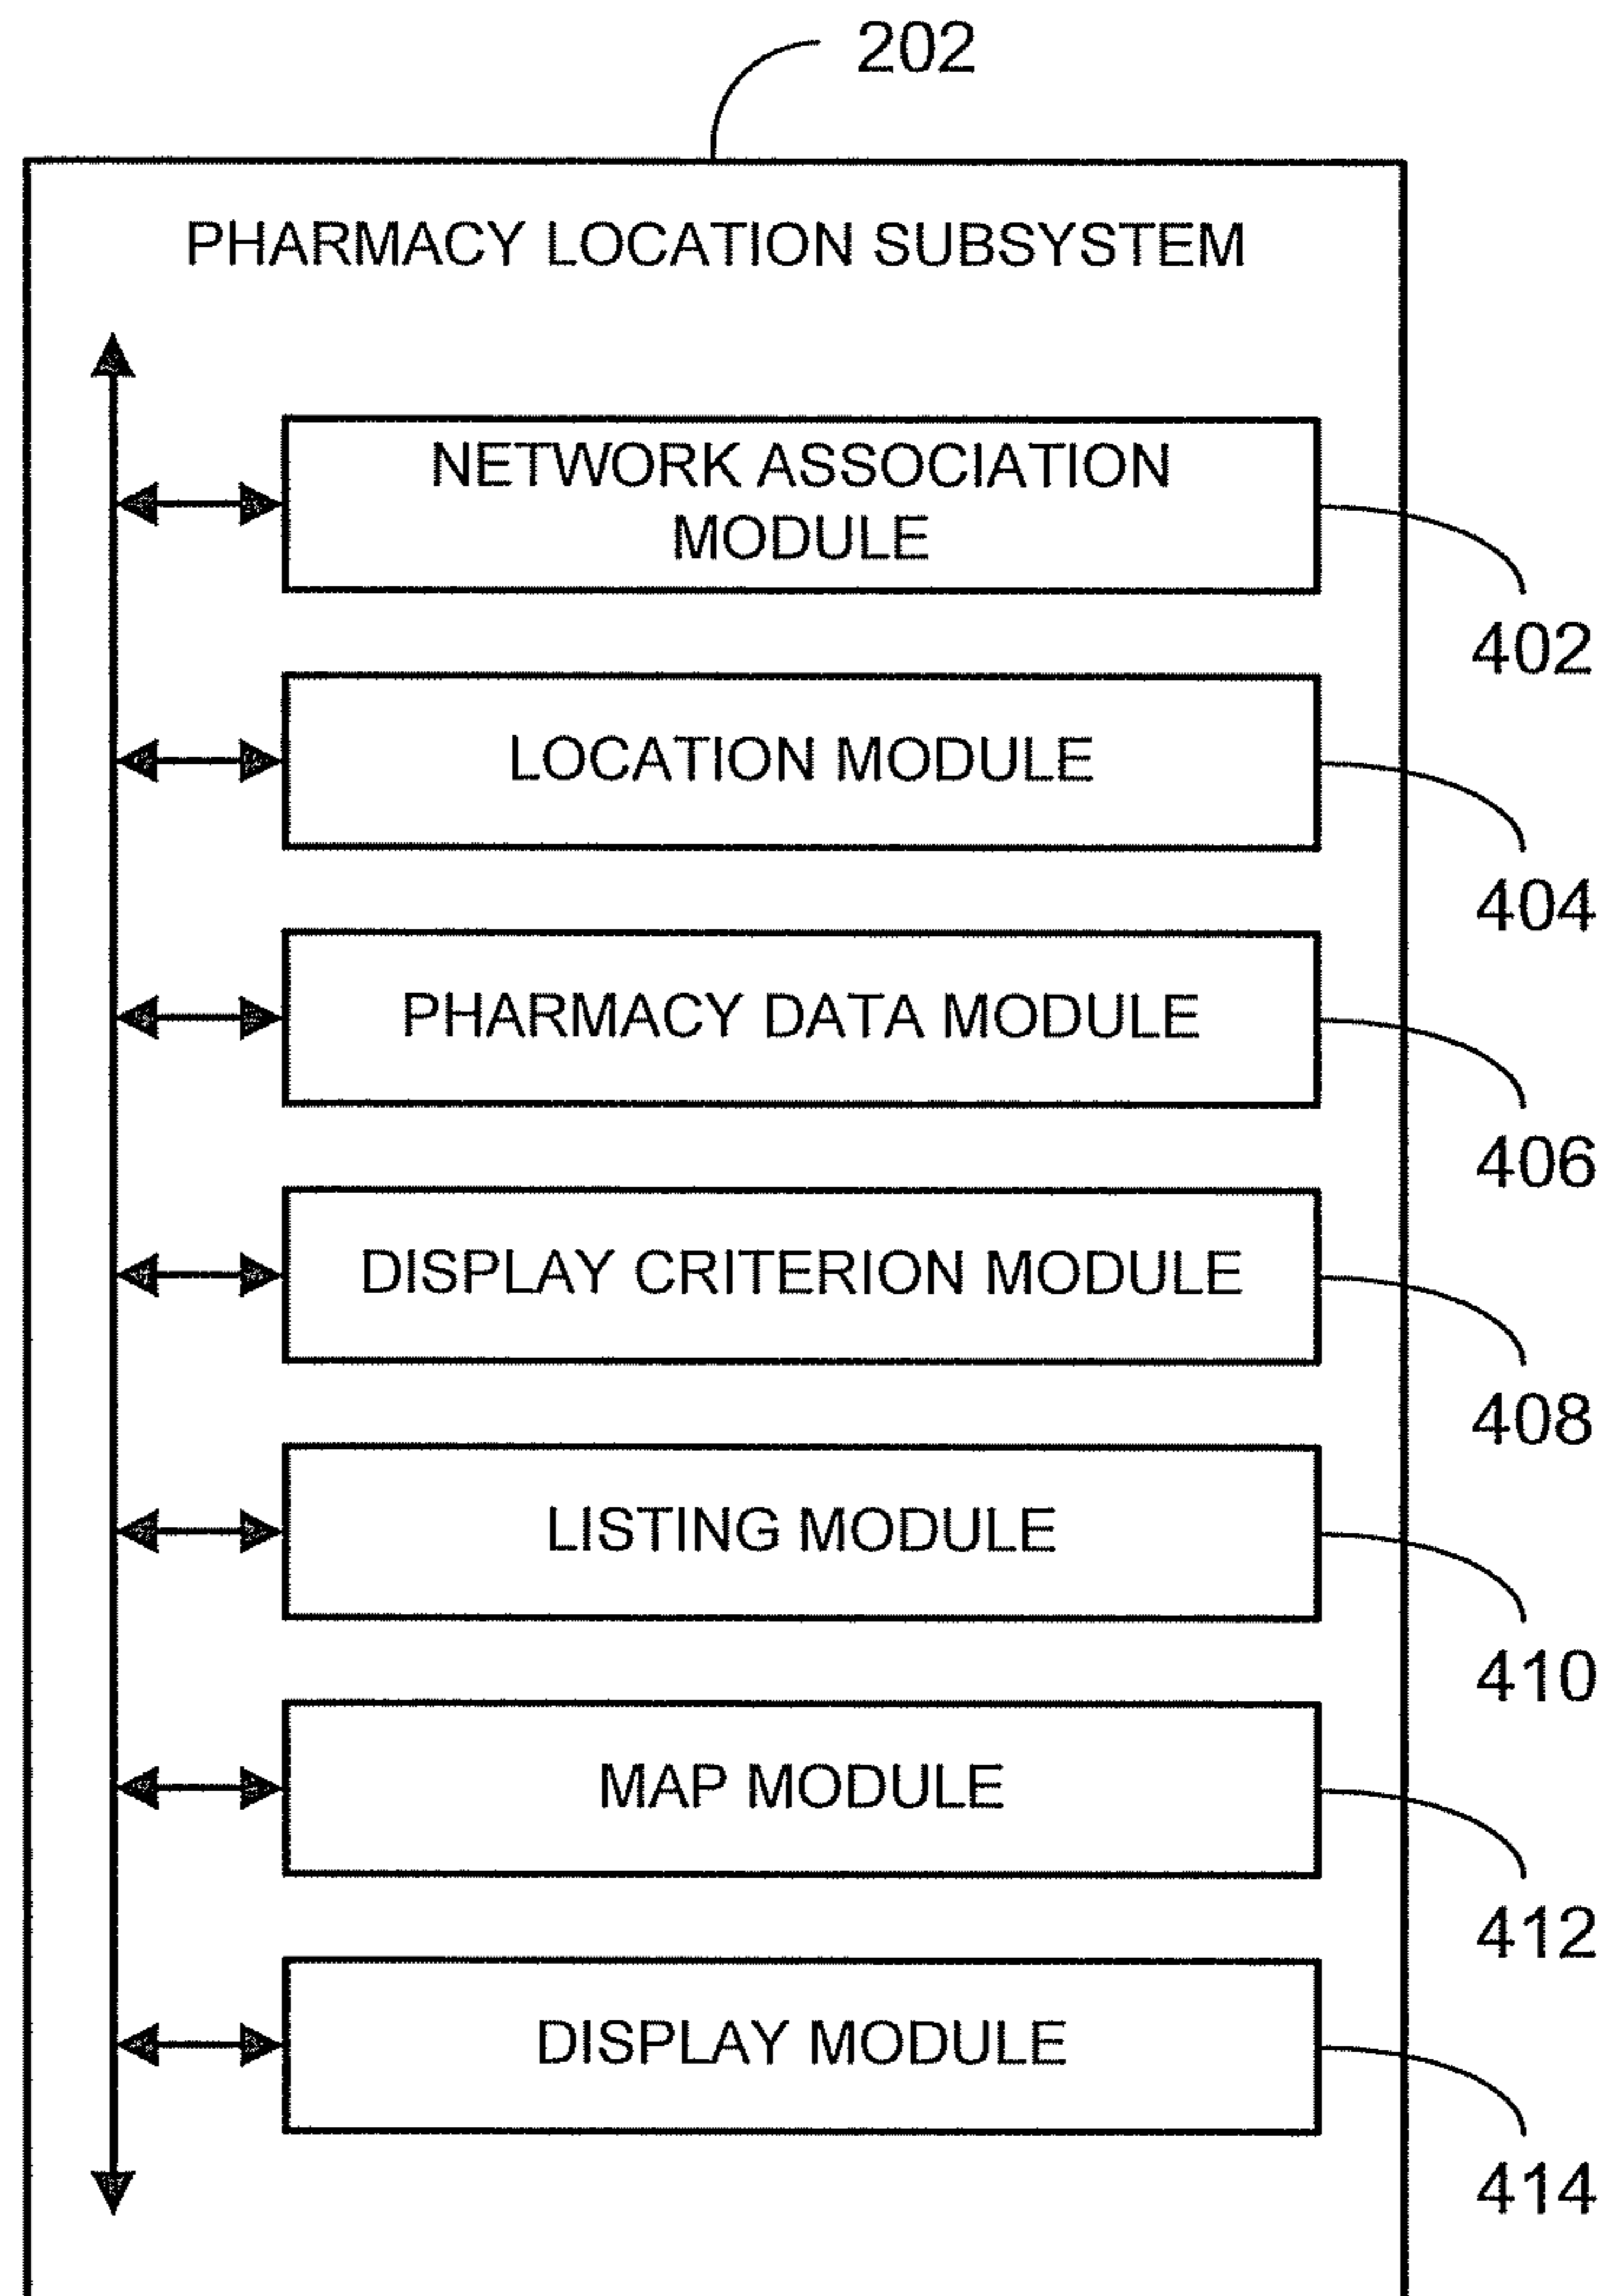 202
PHARMACY LOCATION SUBSYSTEM
NETWORK ASSOCIATION
MODULE
402
LOCATION MODULE
404
PHARMACY DATA MODULE
406
DISPLAY CRITERION MODULE
408
LISTING MODULE
410
MAP MODULE
412
DISPLAY MODULE
414